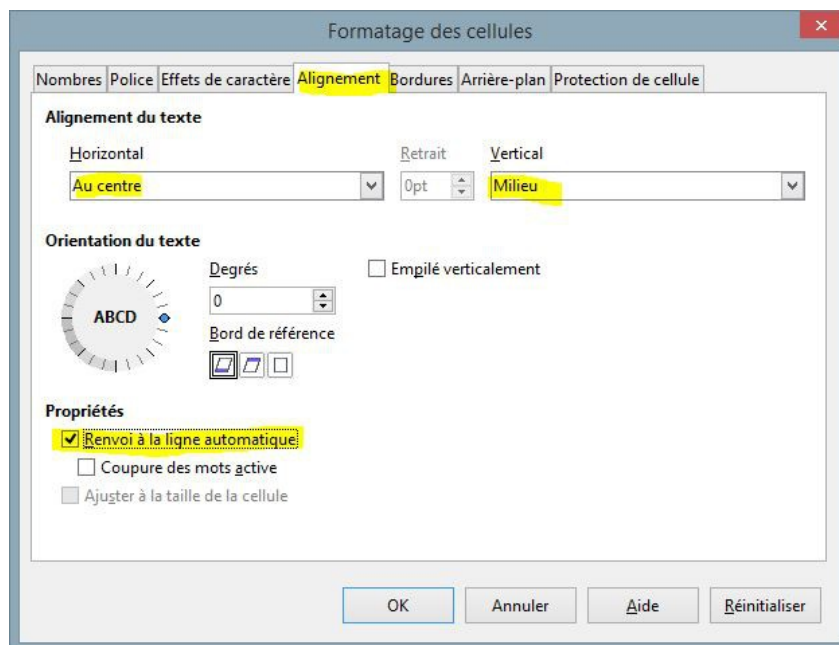 Formatage des cellules
Nombres Police Effets de caractère Alignement Bordures Arrière-plan Protection de cellule
Alignement du texte
Horizontal Retrait Vertical
Au centre 0pt Milieu
Orientation du texte
Degrés Empilé verticalement
0
ABCD
Bord de référence
Propriétés
Renvoi à la ligne automatique
Coupure des mots active
Ajuster à la taille de la cellule
OK Annuler Aide Réinitialiser